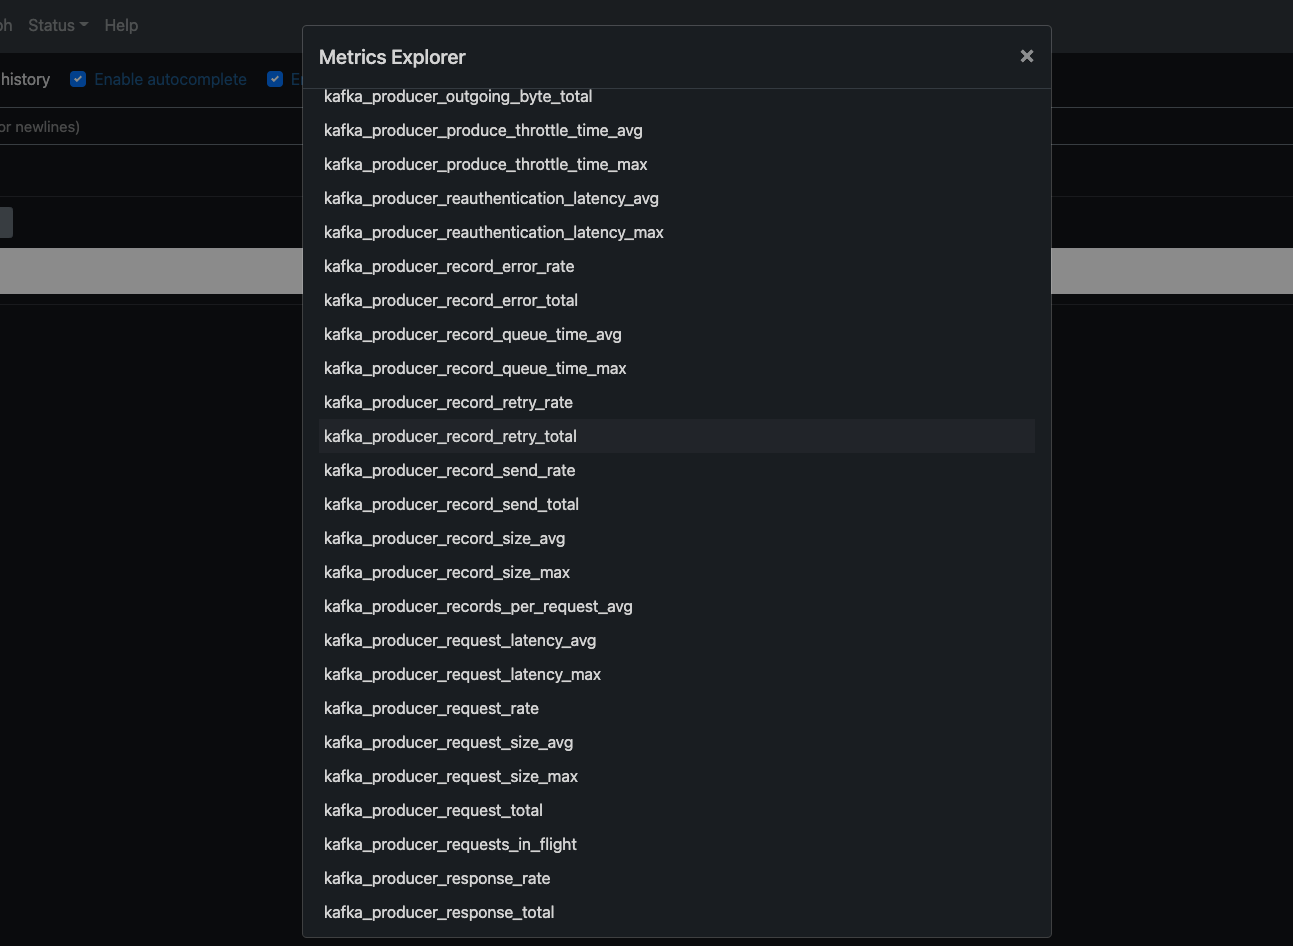 ph Status Help
Metrics Explorer
history Enable autocomplete
or newlines)
kafka_producer_outgoing_byte_total
kafka_producer_produce_throttle_time_avg
kafka_producer_produce_throttle_time_max
kafka_producer_reauthentication_latency_avg
kafka_producer_reauthentication_latency_max
kafka_producer_record_error_rate
kafka_producer_record_error_total
kafka_producer_record_queue_time_avg
kafka_producer_record_queue_time_max
kafka_producer_record_retry_rate
kafka_producer_record_retry_total
kafka_producer_record_send_rate
kafka_producer_record_send_total
kafka_producer_record_size_avg
kafka_producer_record_size_max
kafka_producer_records_per_request_avg
kafka_producer_request_latency_avg
kafka_producer_request_latency_max
kafka_producer_request_rate
kafka_producer_request_size_avg
kafka_producer_request_size_max
kafka_producer_request_total
kafka_producer_requests_in_flight
kafka_producer_response_rate
kafka_producer_response_total